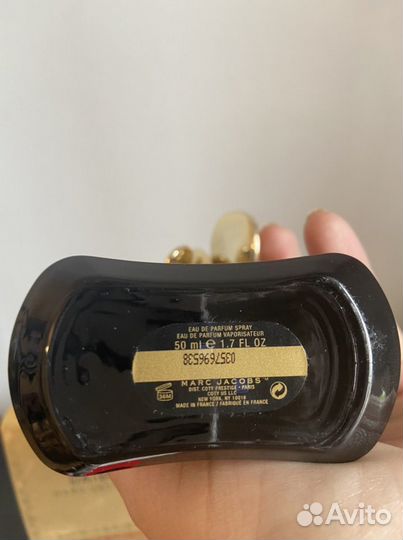 EAU DE PARFUM SPRAY
EAU DE PARFUM VAPORISATEUR
50 ml ℮ 1.7 FL OZ
MARC JACOBS
36M
DIST. COTY PRESTIGE · PARIS
COTY US LLC
NEW YORK, NY 10016
MADE IN FRANCE / FABRIQUÉ EN FRANCE
Avito